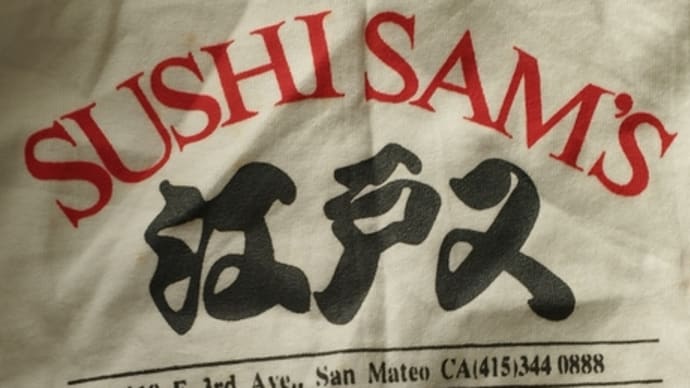 SUSHI SAM'S
江戸又
E. 3rd Ave., San Mateo CA(415)344 0888